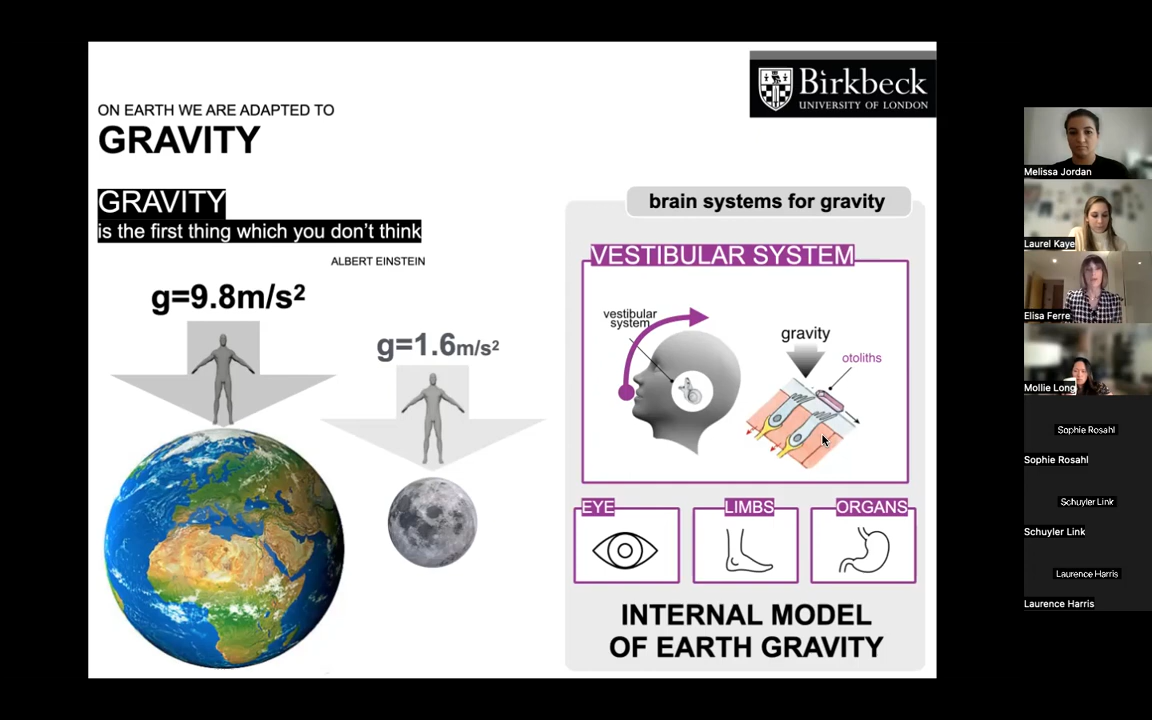 ON EARTH WE ARE ADAPTED TO
GRAVITY
Birkbeck
UNIVERSITY OF LONDON
GRAVITY
is the first thing which you don't think
ALBERT EINSTEIN
g=9.8m/s²
g=1.6m/s²
brain systems for gravity
VESTIBULAR SYSTEM
vestibular
system
gravity
otoliths
EYE
LIMBS
ORGANS
INTERNAL MODEL
OF EARTH GRAVITY
Melissa Jordan
Laurel Kaye
Elisa Ferre
Mollie Long
Sophie Rosahl
Sophie Rosahl
Schuyler Link
Schuyler Link
Laurence Harris
Laurence Harris